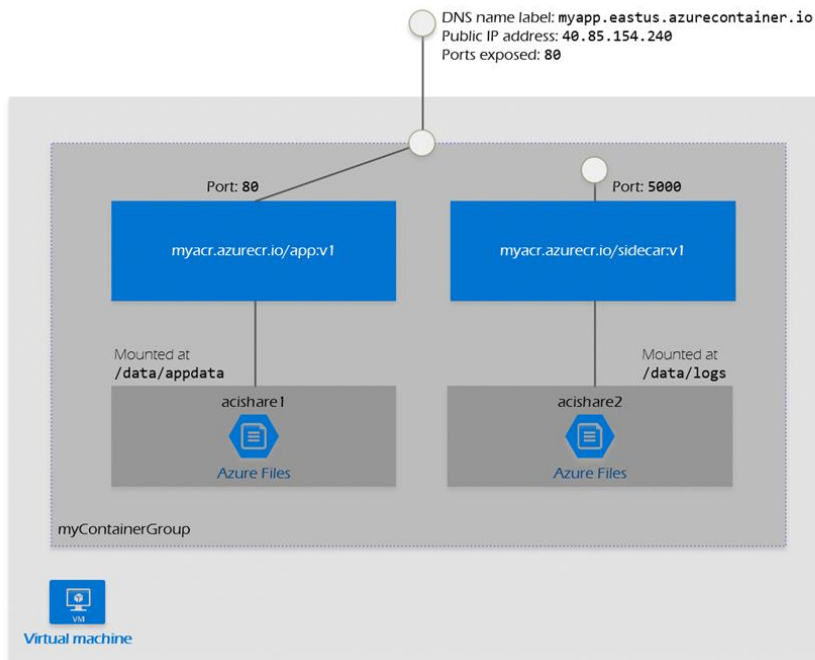 DNS name label: myapp.eastus.azurecontainer.io
Public IP address: 40.85.154.240
Ports exposed: 80
Port: 80
Port: 5000
myacr.azurecr.io/app:v1
myacr.azurecr.io/sidecar:v1
Mounted at
/data/appdata
Mounted at
/data/logs
acishare1
Azure Files
acishare2
Azure Files
myContainerGroup
VM
Virtual machine